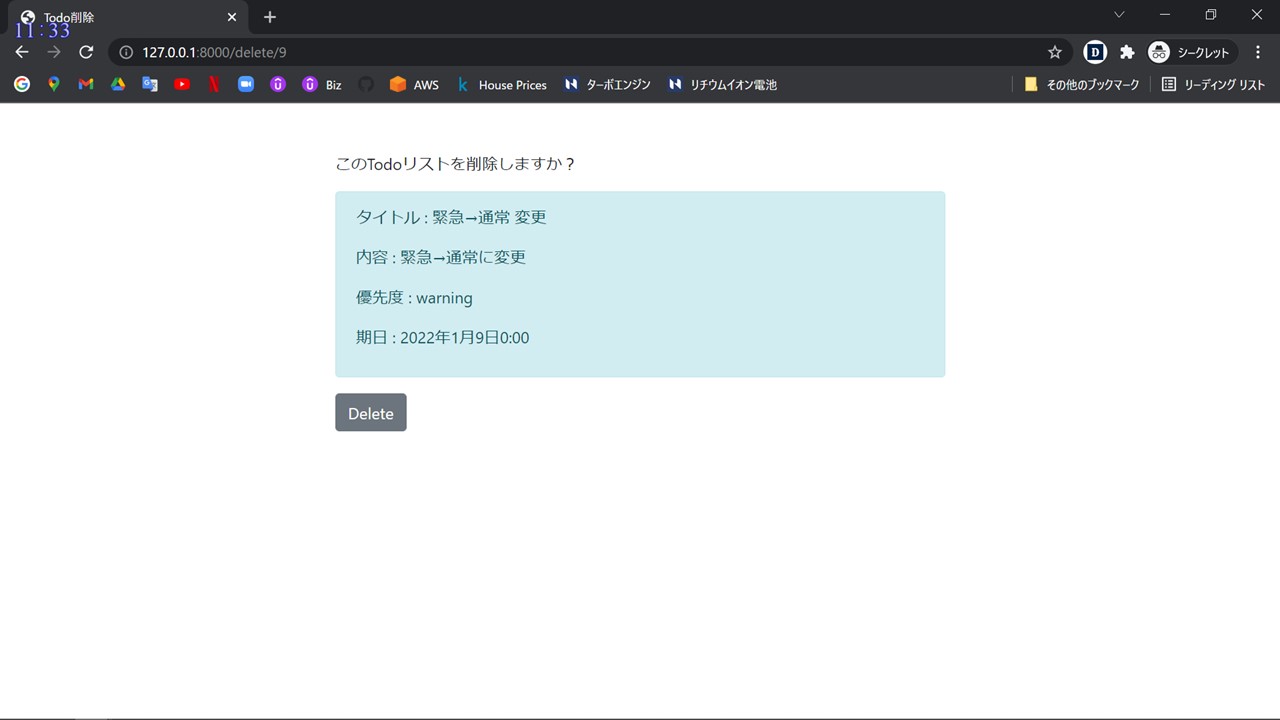 Todo削除
11:33
127.0.0.1:8000/delete/9
シークレット
Biz
AWS
House Prices
ターボエンジン
リチウムイオン電池
その他のブックマーク
リーディング リスト
このTodoリストを削除しますか？
タイトル : 緊急→通常 変更
内容 : 緊急→通常に変更
優先度 : warning
期日 : 2022年1月9日0:00
Delete